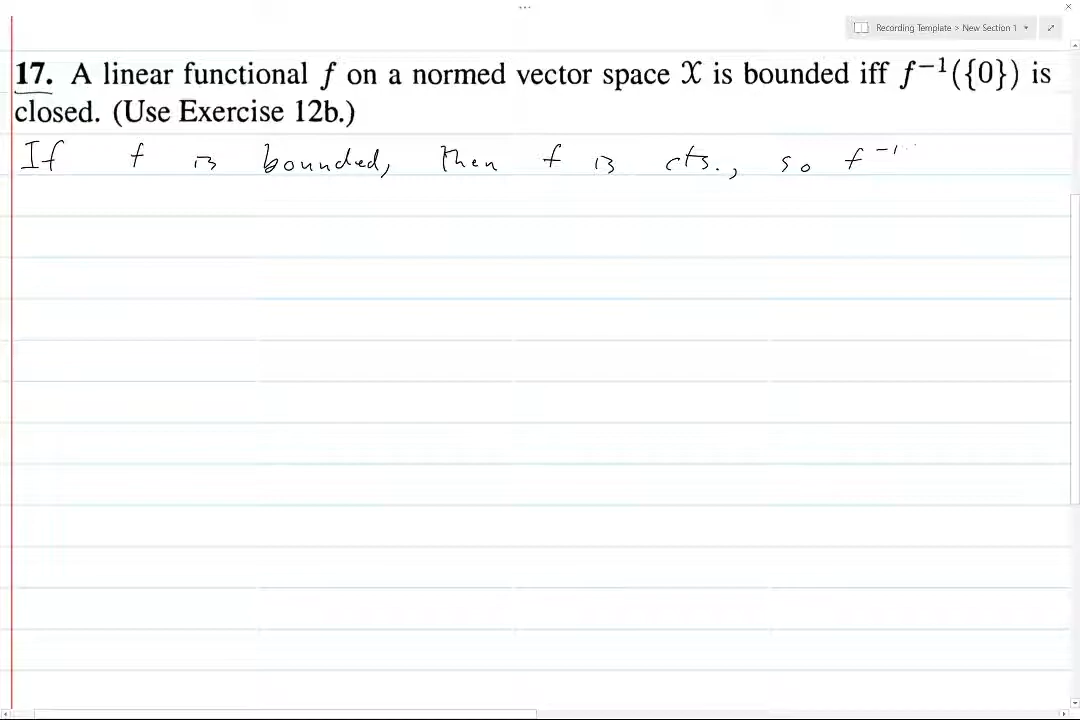 Recording Template > New Section 1
17. A linear functional f on a normed vector space X is bounded iff f⁻¹({0}) is
closed. (Use Exercise 12b.)
If f is bounded, then f is cts., so f⁻¹